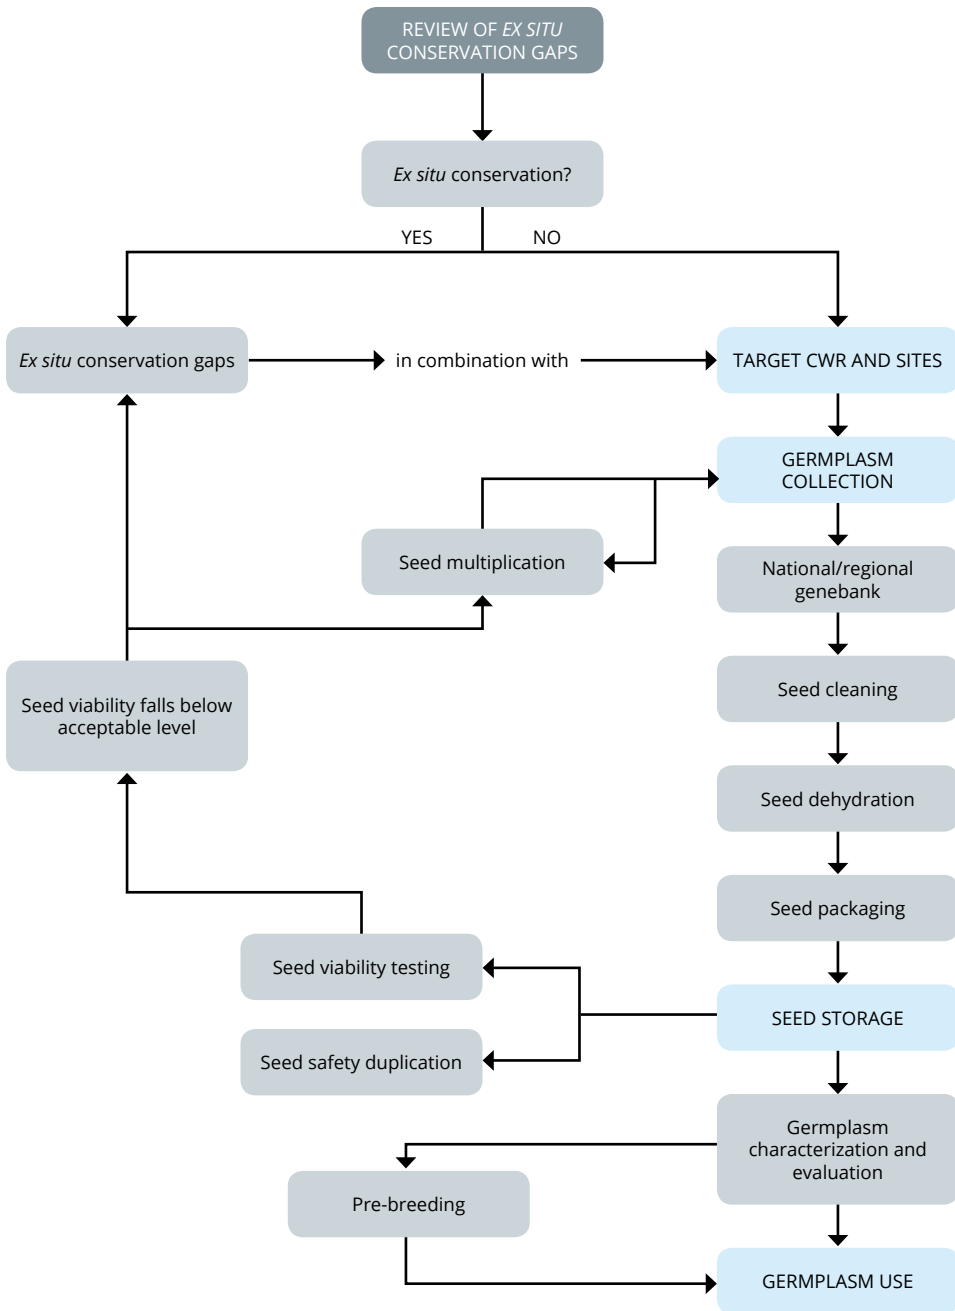 REVIEW OF EX SITU
CONSERVATION GAPS
Ex situ conservation?
YES
NO
Ex situ conservation gaps
in combination with
TARGET CWR AND SITES
GERMPLASM
COLLECTION
Seed multiplication
National/regional
genebank
Seed cleaning
Seed viability falls below
acceptable level
Seed dehydration
Seed packaging
Seed viability testing
SEED STORAGE
Seed safety duplication
Germplasm
characterization and
evaluation
Pre-breeding
GERMPLASM USE